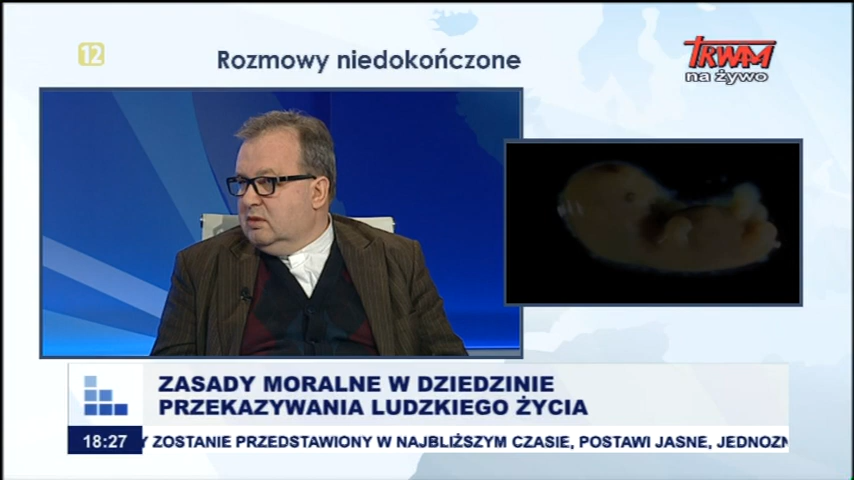 12
Rozmowy niedokończone
TRWAM
na żywo
ZASADY MORALNE W DZIEDZINIE
PRZEKAZYWANIA LUDZKIEGO ŻYCIA
18:27
Y ZOSTANIE PRZEDSTAWIONY W NAJBLIŻSZYM CZASIE, POSTAWI JASNE, JEDNOZN